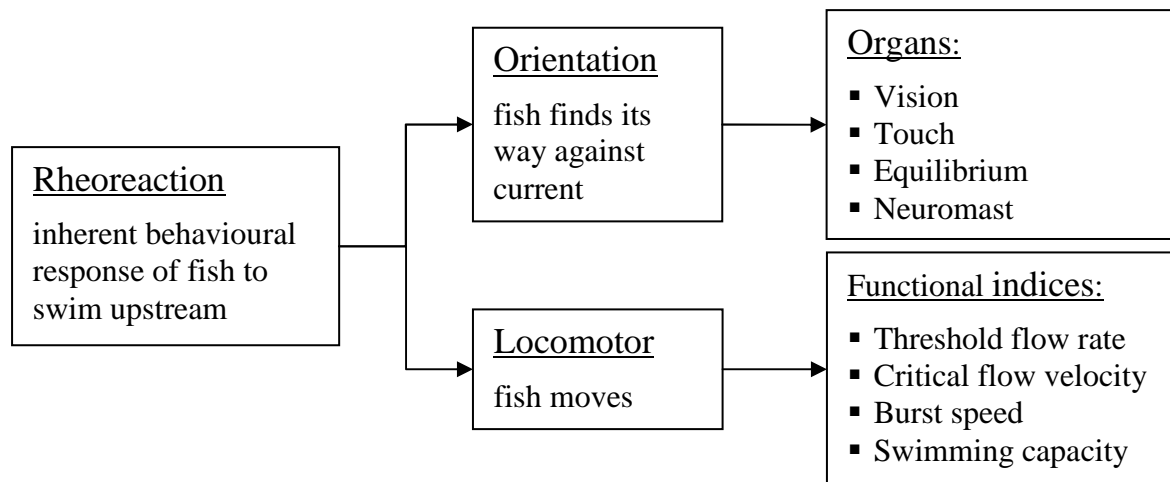 Rheoreaction
inherent behavioural
response of fish to
swim upstream
Orientation
fish finds its
way against
current
Organs:
▪ Vision
▪ Touch
▪ Equilibrium
▪ Neuromast
Locomotor
fish moves
Functional indices:
▪ Threshold flow rate
▪ Critical flow velocity
▪ Burst speed
▪ Swimming capacity